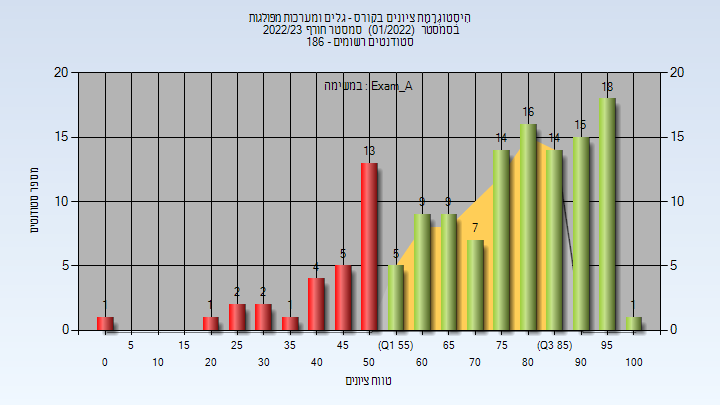 היסטוגרמת ציונים בקורס - גלים ומערכות מפולגות
בסמסטר (01/2022) סמסטר חורף 2022/23
סטודנטים רשומים - 186
במשימה : Exam_A
מספר סטודנטים
20 20
15 15
10 10
5 5
0 0
1 1 2 2 1 4 5 13 5 9 9 7 14 16 14 15 18 1
5 15 25 35 45 (Q1 55) 65 75 (Q3 85) 95
0 10 20 30 40 50 60 70 80 90 100
טווח ציונים